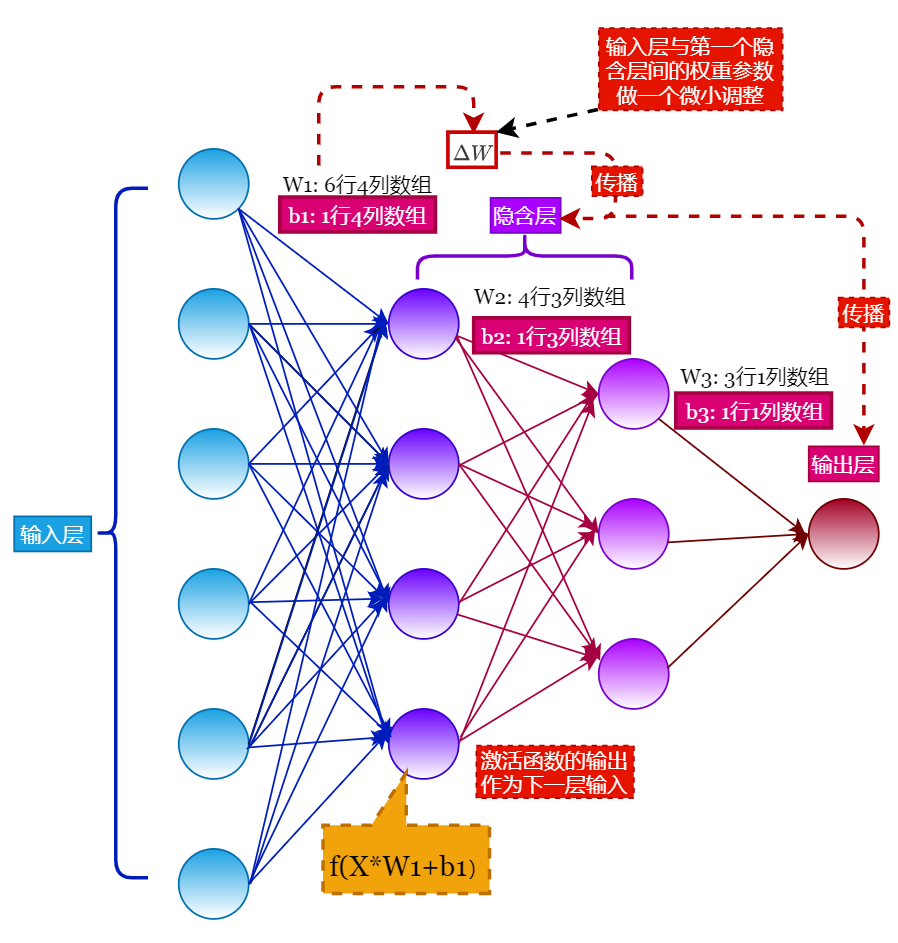 输入层与第一个隐
含层间的权重参数
做一个微小调整
ΔW
传播
W1: 6行4列数组
b1: 1行4列数组
隐含层
W2: 4行3列数组
b2: 1行3列数组
传播
W3: 3行1列数组
b3: 1行1列数组
输出层
输入层
激活函数的输出
作为下一层输入
f(X*W1+b1)